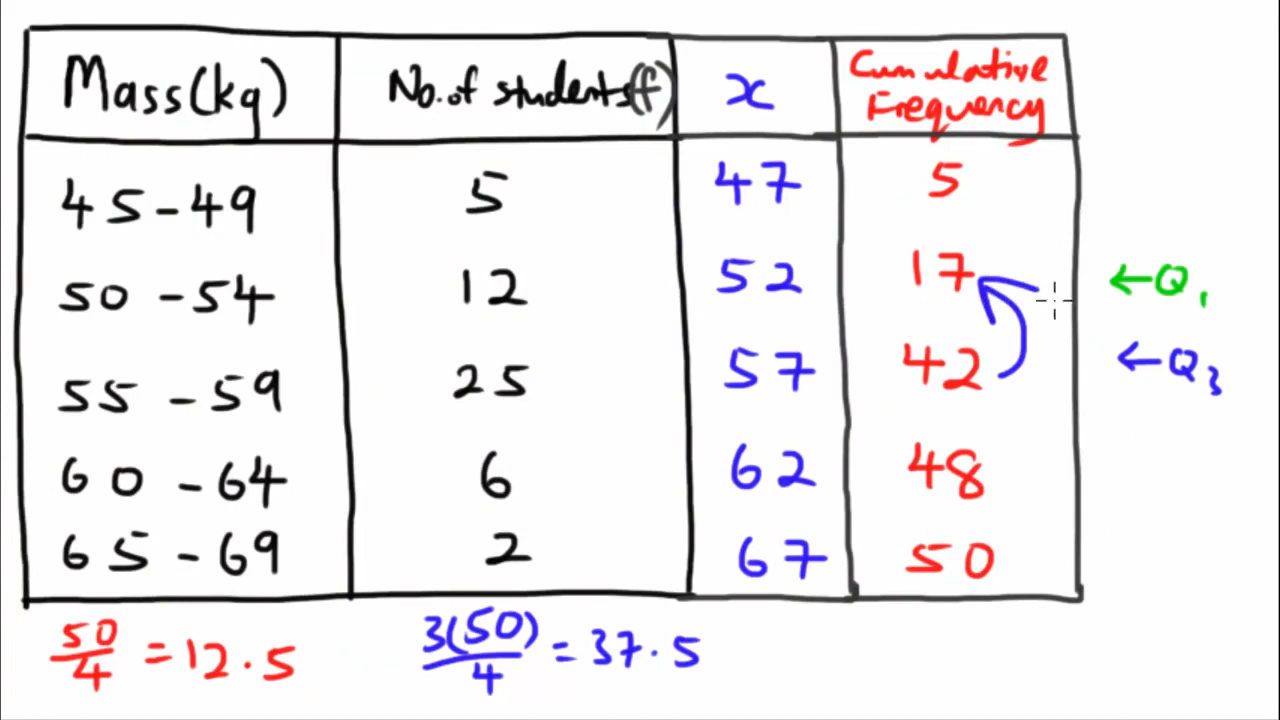 Mass(kg) No. of students(f) x Cumulative Frequency
45-49 5 47 5
50-54 12 52 17 ←Q₁
55-59 25 57 42 ←Q₃
60-64 6 62 48
65-69 2 67 50
50/4 = 12.5 3(50)/4 = 37.5